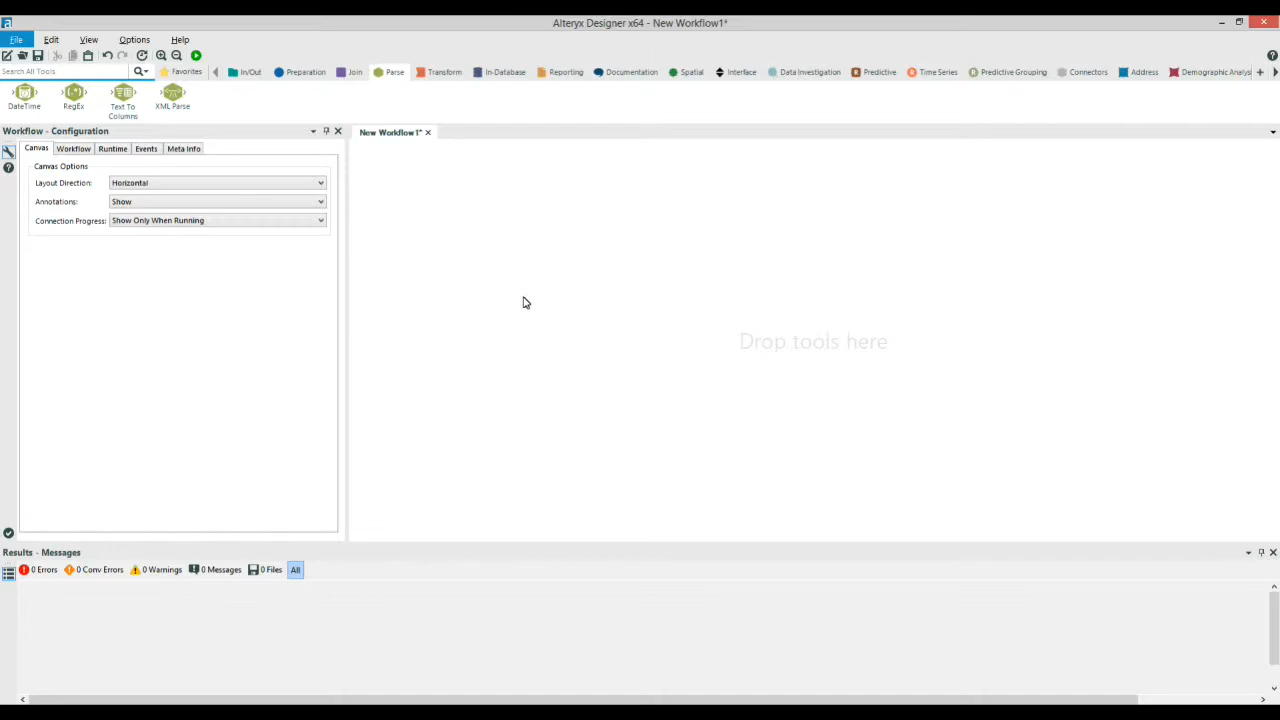 Alteryx Designer x64 - New Workflow1*
File Edit View Options Help
Search All Tools Favorites In/Out Preparation Join Parse Transform In-Database Reporting Documentation Spatial Interface Data Investigation Predictive Time Series Predictive Grouping Connectors Address Demographic Analys
DateTime RegEx Text To Columns XML Parse
Workflow - Configuration
New Workflow1*
Canvas Workflow Runtime Events Meta Info
Canvas Options
Layout Direction: Horizontal
Annotations: Show
Connection Progress: Show Only When Running
Drop tools here
Results - Messages
0 Errors 0 Conv Errors 0 Warnings 0 Messages 0 Files All